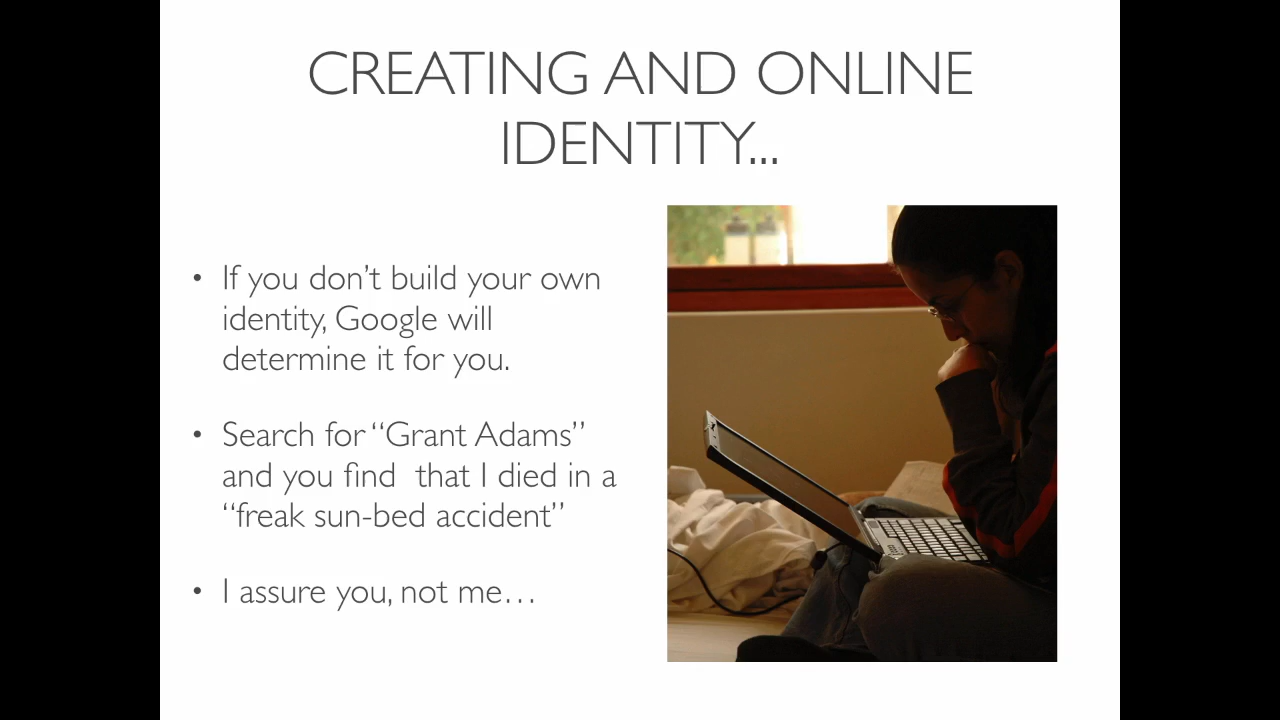 CREATING AND ONLINE
IDENTITY...
• If you don’t build your own
identity, Google will
determine it for you.
• Search for “Grant Adams”
and you find  that I died in a
“freak sun-bed accident”
• I assure you, not me…